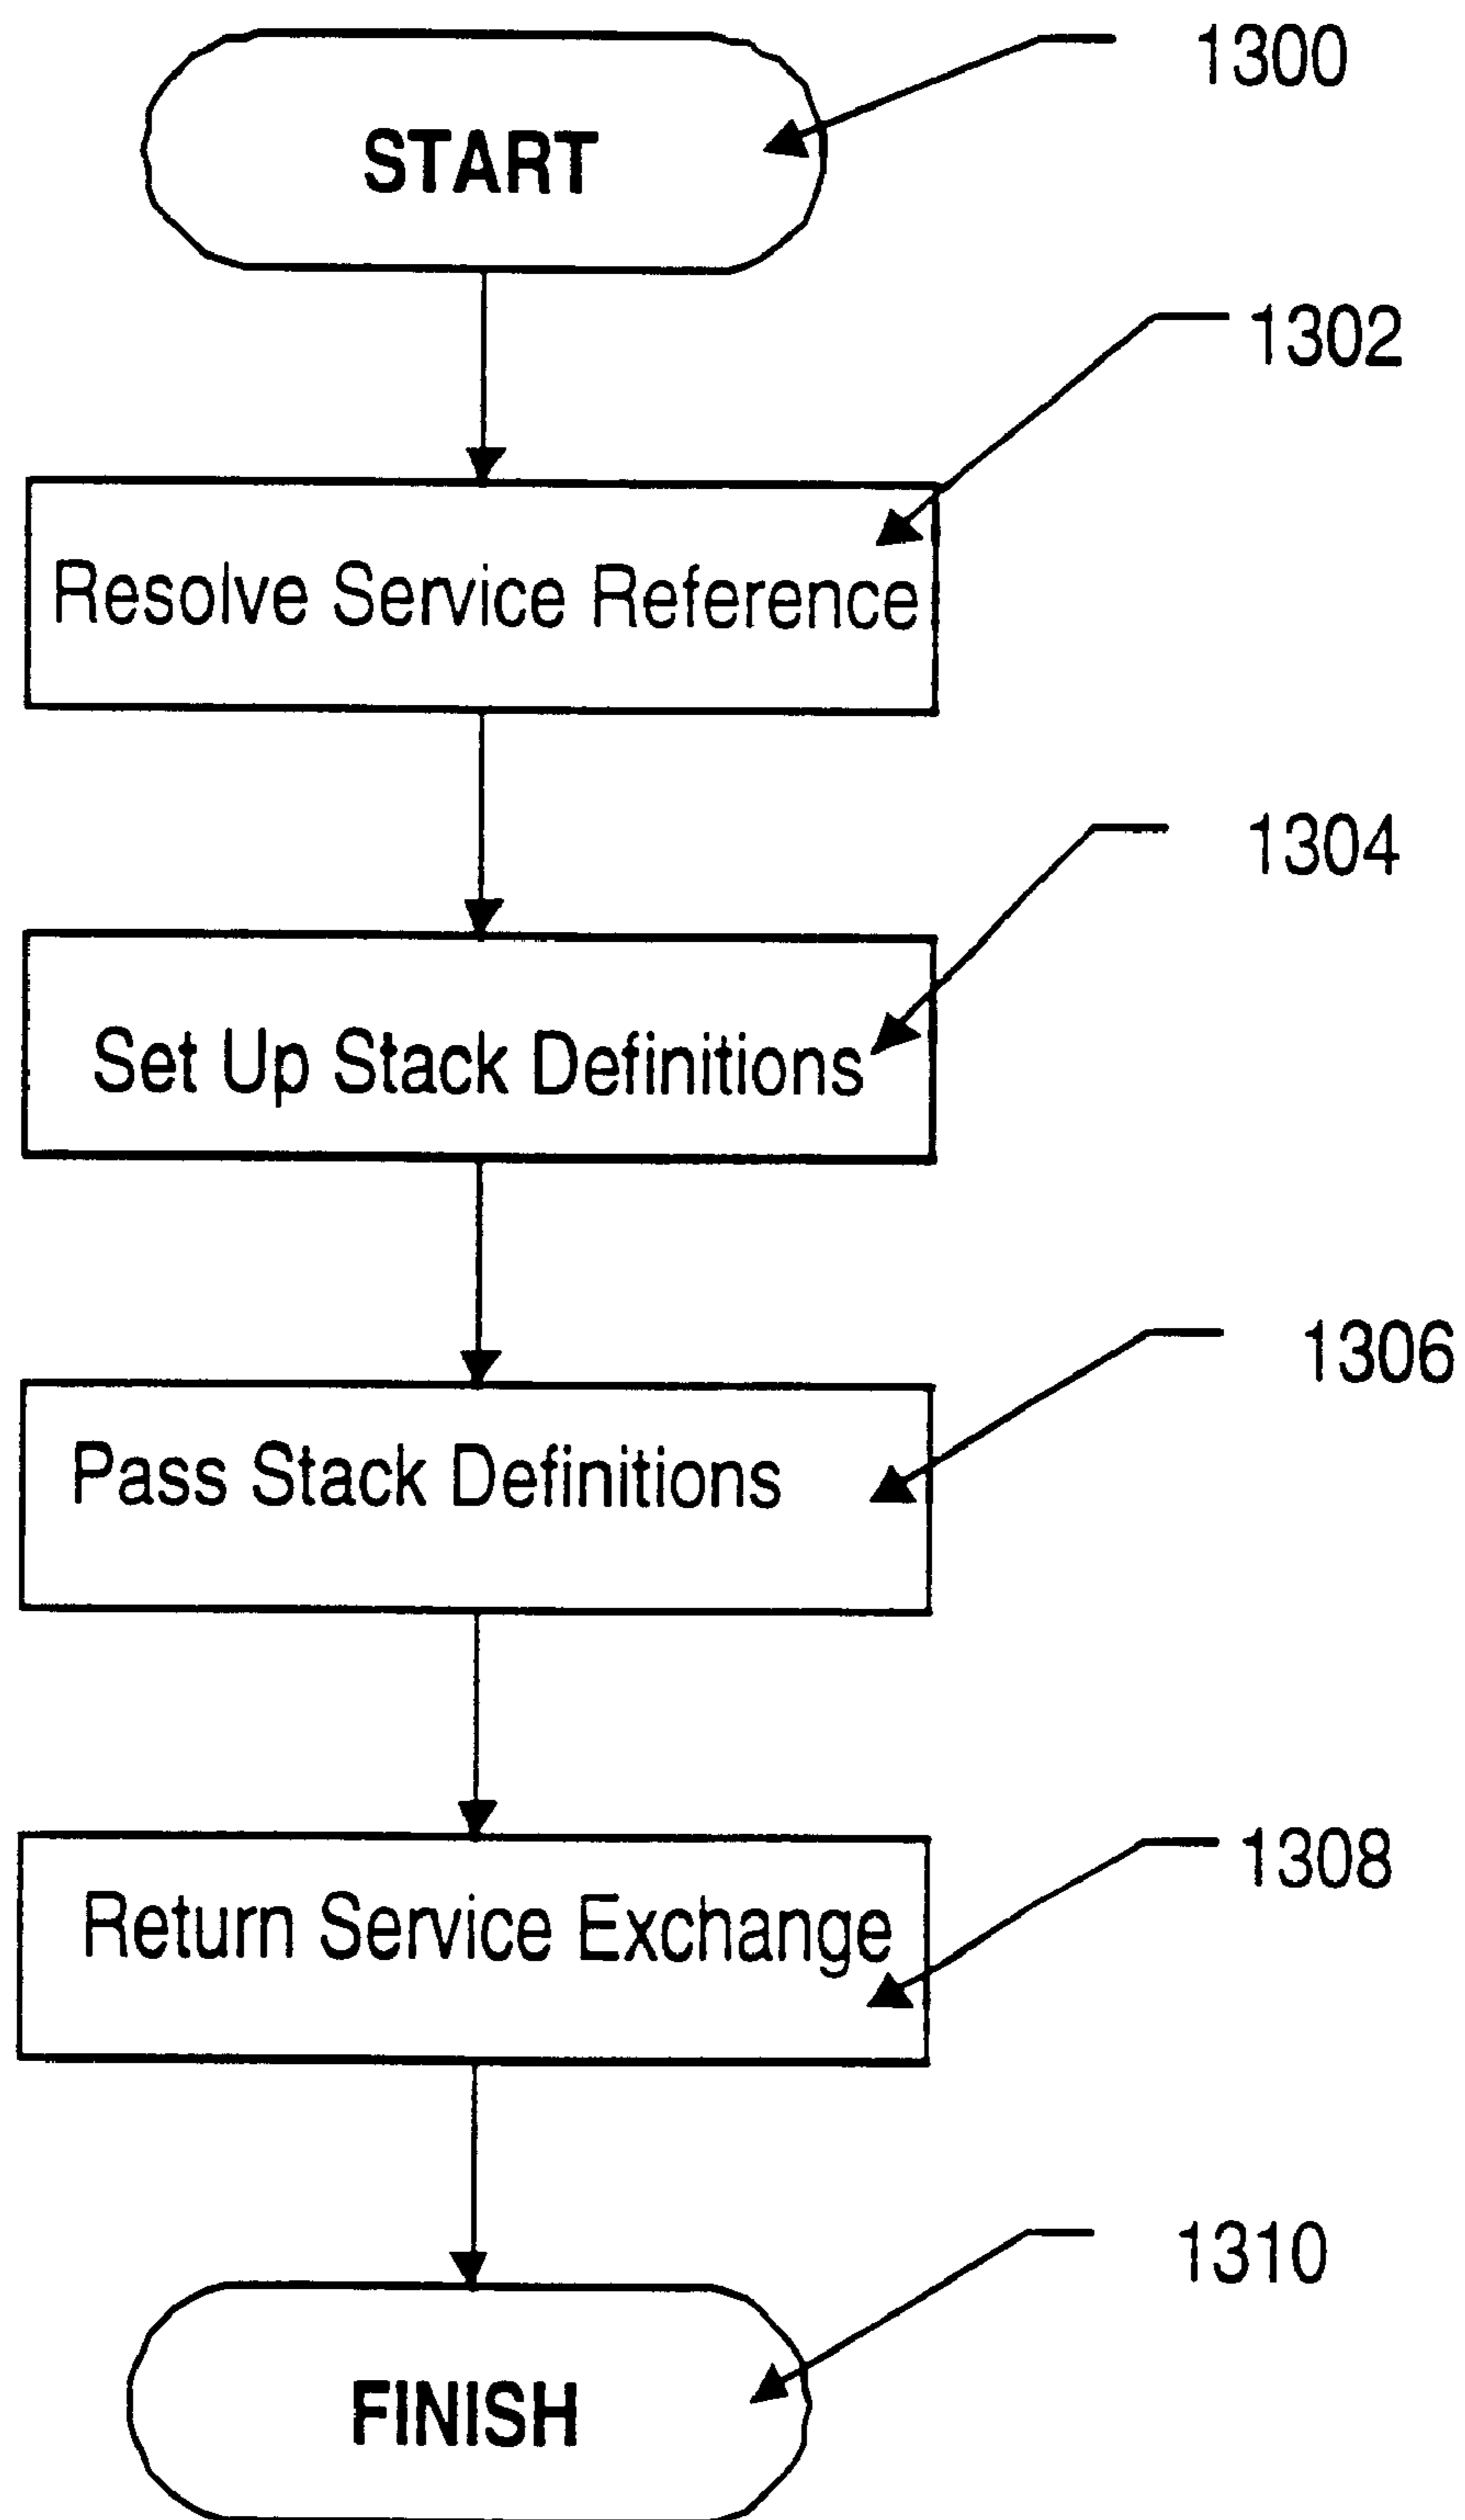 1300
START
1302
Resolve Service Reference
1304
Set Up Stack Definitions
1306
Pass Stack Definitions
1308
Return Service Exchange
1310
FINISH